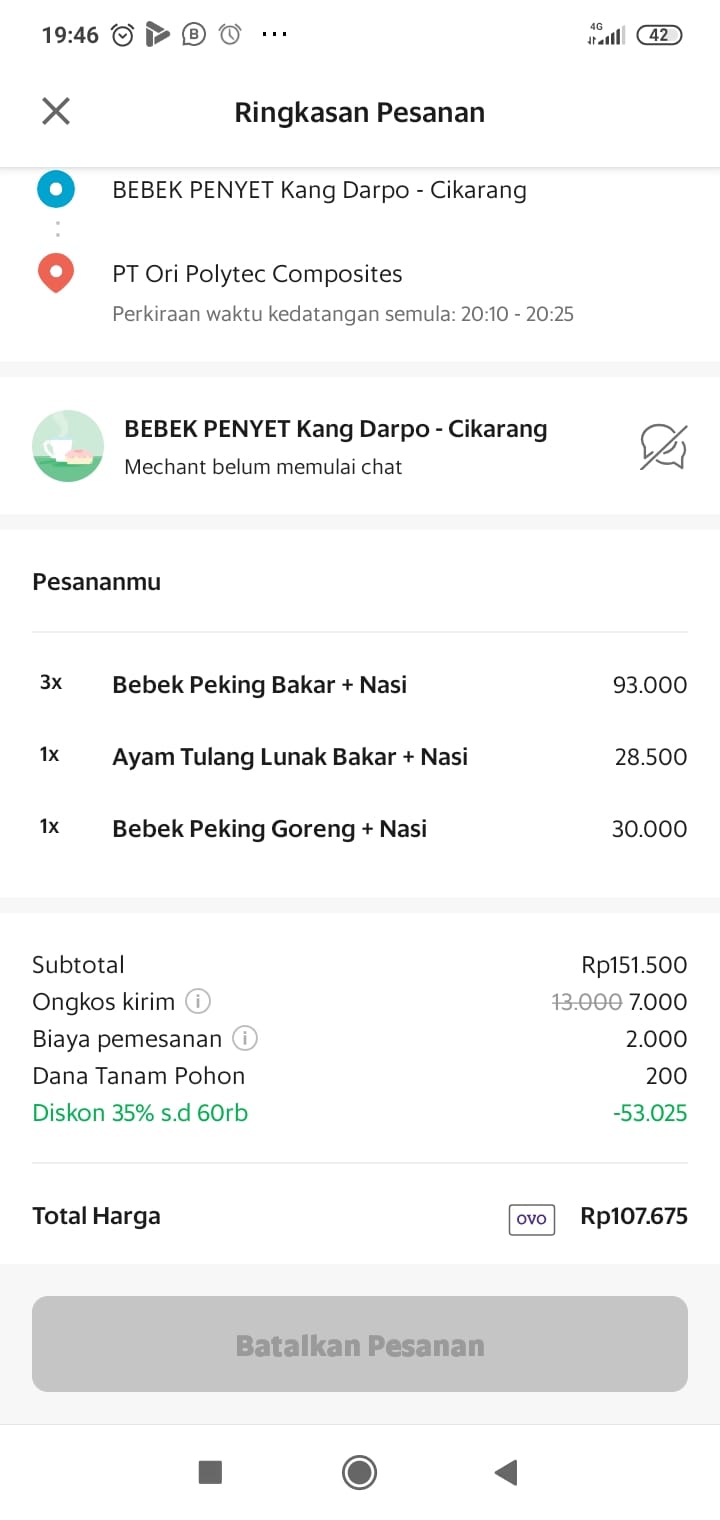 19:46 B ... 4G 42
Ringkasan Pesanan
BEBEK PENYET Kang Darpo - Cikarang
PT Ori Polytec Composites
Perkiraan waktu kedatangan semula: 20:10 - 20:25
BEBEK PENYET Kang Darpo - Cikarang
Mechant belum memulai chat
Pesananmu
3x Bebek Peking Bakar + Nasi 93.000
1x Ayam Tulang Lunak Bakar + Nasi 28.500
1x Bebek Peking Goreng + Nasi 30.000
Subtotal Rp151.500
Ongkos kirim i 13.000 7.000
Biaya pemesanan i 2.000
Dana Tanam Pohon 200
Diskon 35% s.d 60rb -53.025
Total Harga OVO Rp107.675
Batalkan Pesanan